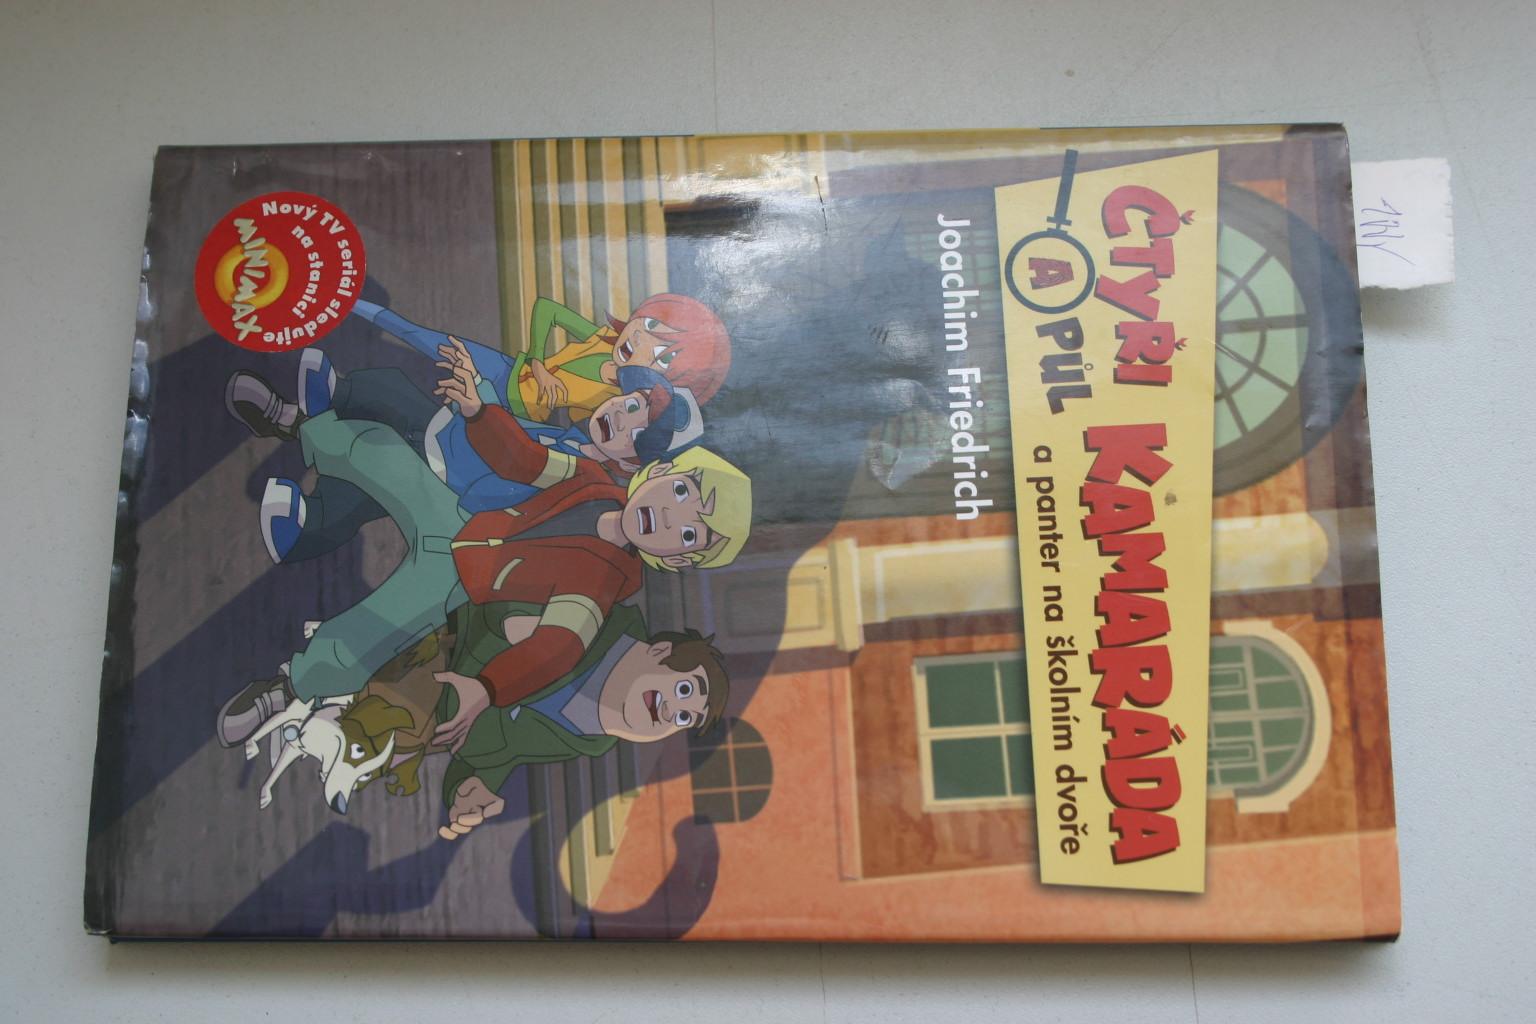 ČTYŘI KAMARÁDA
A PŮL a panter na školním dvoře
Joachim Friedrich
Nový TV seriál sledujte
na stanici
MINIMAX